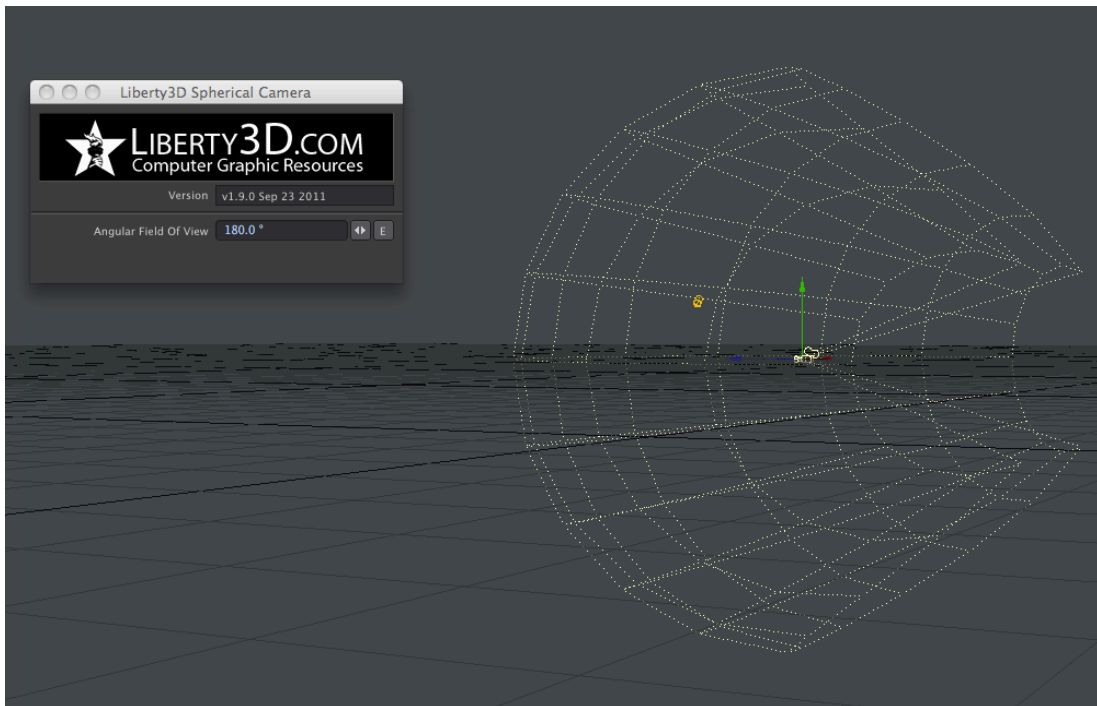 Liberty3D Spherical Camera
LIBERTY3D.COM
Computer Graphic Resources
Version v1.9.0 Sep 23 2011
Angular Field Of View 180.0 ° E